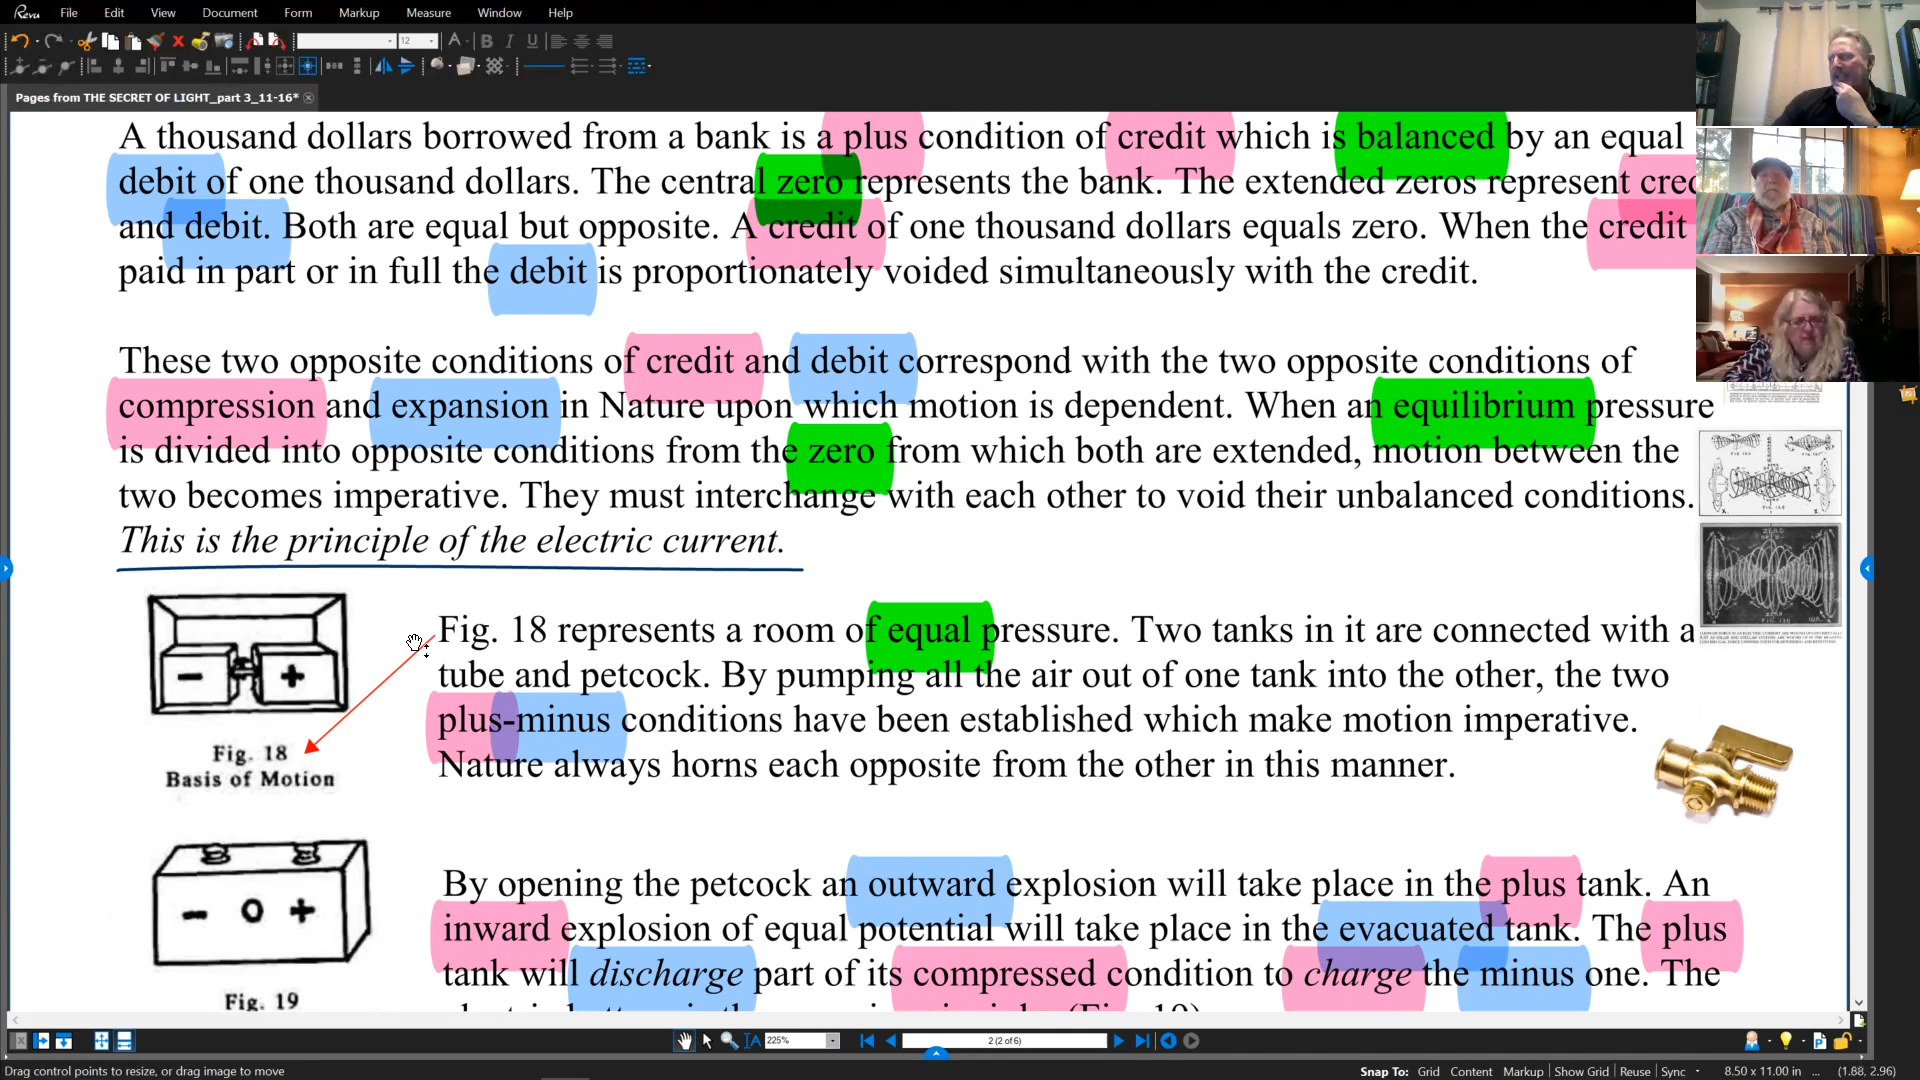 Revu File Edit View Document Form Markup Measure Window Help
12
Pages from THE SECRET OF LIGHT_part 3_11-16*
A thousand dollars borrowed from a bank is a plus condition of credit which is balanced by an equal
debit of one thousand dollars. The central zero represents the bank. The extended zeros represent cred
and debit. Both are equal but opposite. A credit of one thousand dollars equals zero. When the credit
paid in part or in full the debit is proportionately voided simultaneously with the credit.
These two opposite conditions of credit and debit correspond with the two opposite conditions of
compression and expansion in Nature upon which motion is dependent. When an equilibrium pressure
is divided into opposite conditions from the zero from which both are extended, motion between the
two becomes imperative. They must interchange with each other to void their unbalanced conditions.
This is the principle of the electric current.
Fig. 18 represents a room of equal pressure. Two tanks in it are connected with a
tube and petcock. By pumping all the air out of one tank into the other, the two
plus-minus conditions have been established which make motion imperative.
Nature always horns each opposite from the other in this manner.
− +
Fig. 18
Basis of Motion
By opening the petcock an outward explosion will take place in the plus tank. An
inward explosion of equal potential will take place in the evacuated tank. The plus
tank will discharge part of its compressed condition to charge the minus one. The
− O +
Fig. 19
225%
2 (2 of 6)
Drag control points to resize, or drag image to move
Snap To: Grid Content Markup Show Grid Reuse Sync 8.50 x 11.00 in ... (1.88, 2.96)